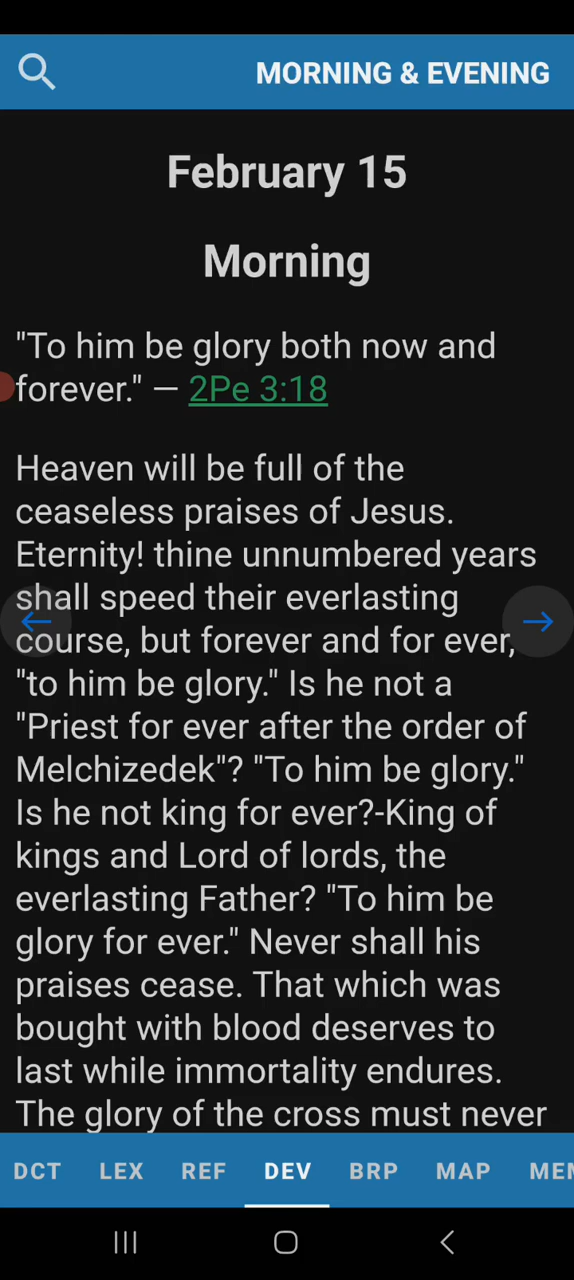 MORNING & EVENING
February 15
Morning
"To him be glory both now and
forever." — 2Pe 3:18
Heaven will be full of the
ceaseless praises of Jesus.
Eternity! thine unnumbered years
shall speed their everlasting
course, but forever and for ever,
"to him be glory." Is he not a
"Priest for ever after the order of
Melchizedek"? "To him be glory."
Is he not king for ever?-King of
kings and Lord of lords, the
everlasting Father? "To him be
glory for ever." Never shall his
praises cease. That which was
bought with blood deserves to
last while immortality endures.
The glory of the cross must never
DCT LEX REF DEV BRP MAP MEM